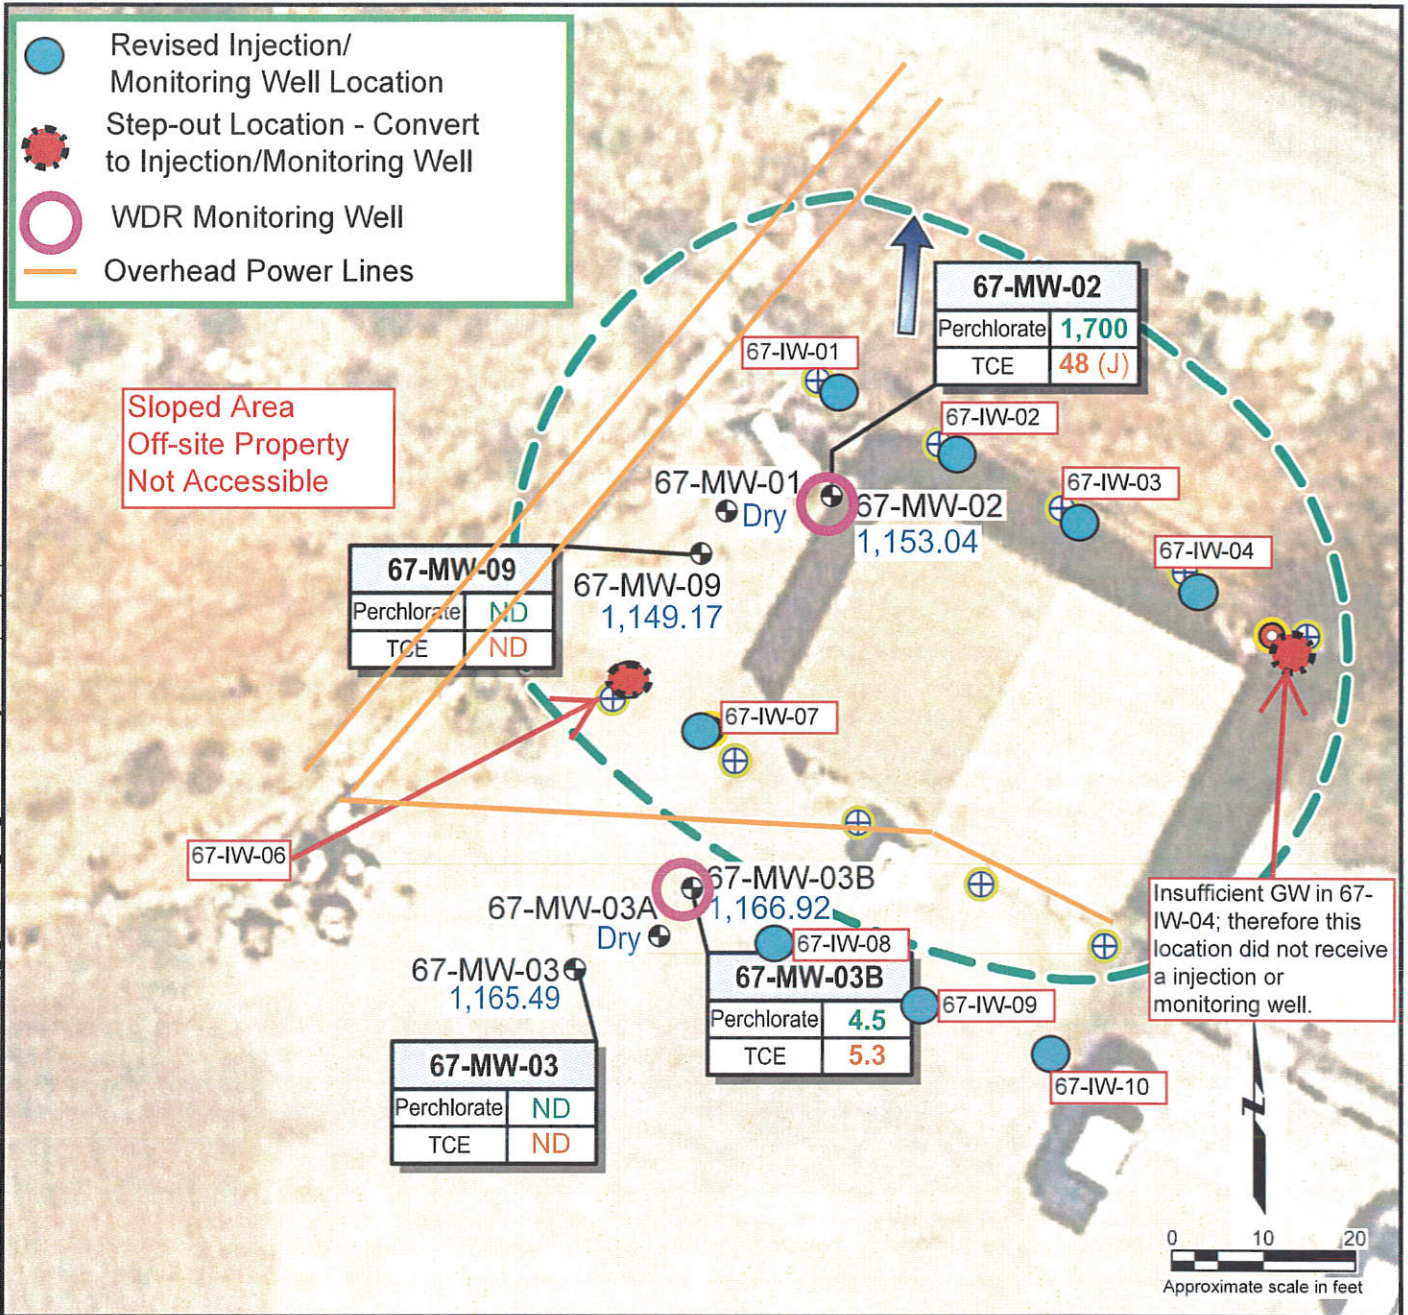 Revised Injection/
Monitoring Well Location
Step-out Location - Convert
to Injection/Monitoring Well
WDR Monitoring Well
Overhead Power Lines
Sloped Area
Off-site Property
Not Accessible
67-IW-01
67-MW-02
Perchlorate 1,700
TCE 48 (J)
67-IW-02
67-IW-03
67-IW-04
67-MW-01
Dry
67-MW-02
1,153.04
67-MW-09
Perchlorate ND
TCE ND
67-MW-09
1,149.17
67-IW-07
67-IW-06
67-MW-03B
1,166.92
67-MW-03A
Dry
67-MW-03
1,165.49
67-IW-08
67-MW-03B
Perchlorate 4.5
TCE 5.3
67-IW-09
67-IW-10
67-MW-03
Perchlorate ND
TCE ND
Insufficient GW in 67-
IW-04; therefore this
location did not receive
a injection or
monitoring well.
0 10 20
Approximate scale in feet